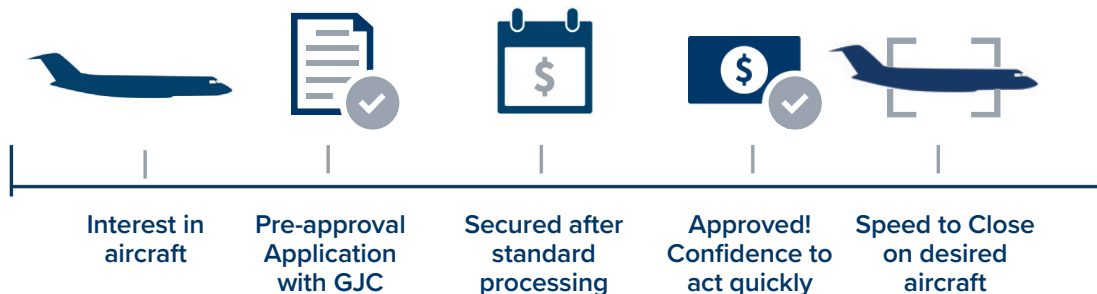 $
$
Interest in
aircraft
Pre-approval
Application
with GJC
Secured after
standard
processing
Approved!
Confidence to
act quickly
Speed to Close
on desired
aircraft